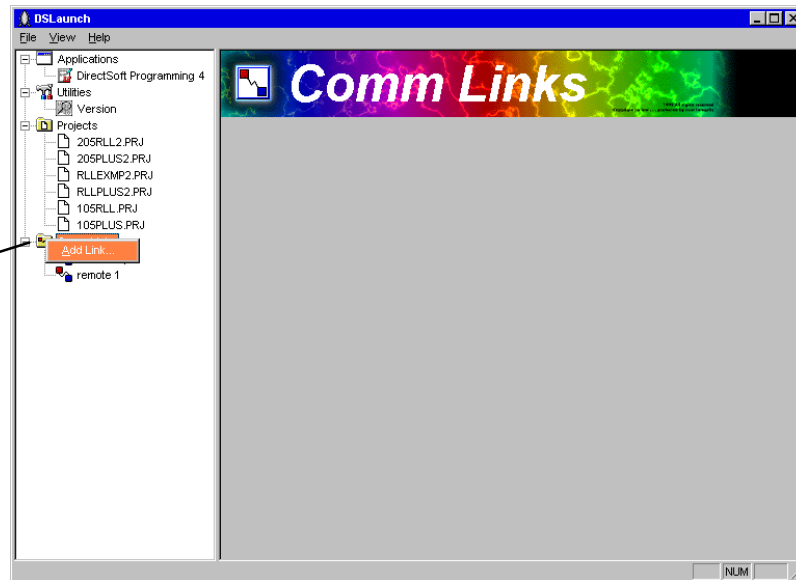 DSLaunch
File View Help
Applications
DirectSoft Programming 4
Utilities
Version
Projects
205RLL2.PRJ
205PLUS2.PRJ
RLLEXMP2.PRJ
RLLPLUS2.PRJ
105RLL.PRJ
105PLUS.PRJ
Add Link...
remote 1
Comm Links
NUM